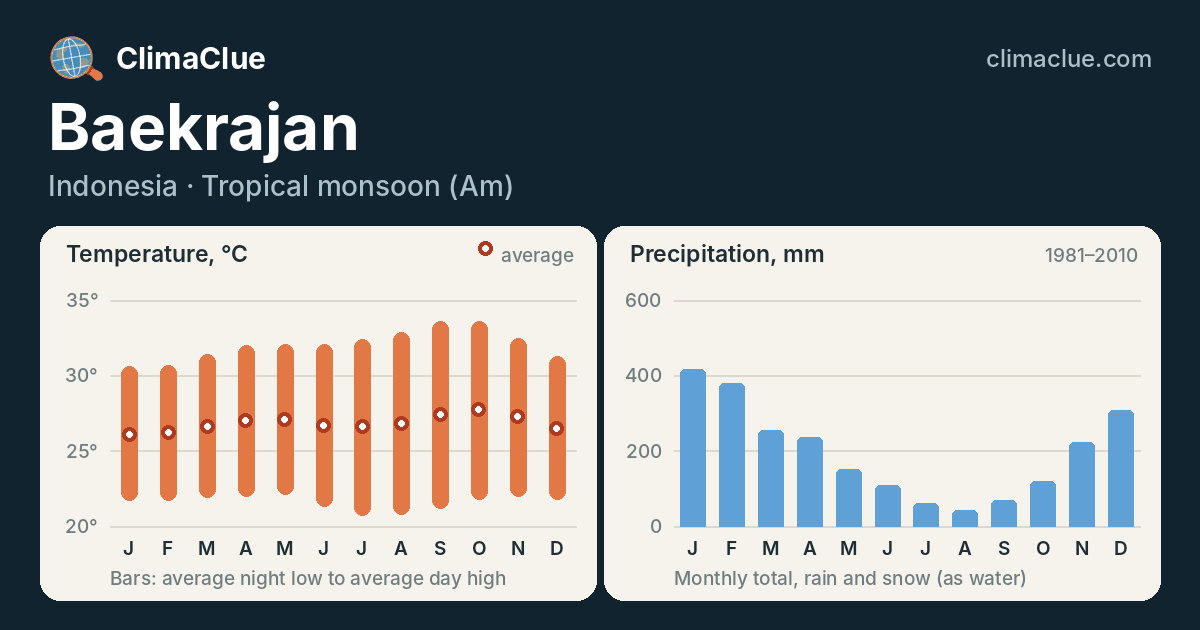 ClimaClue
climaclue.com
Baekrajan
Indonesia · Tropical monsoon (Am)
Temperature, °C
average
35°
30°
25°
20°
J F M A M J J A S O N D
Bars: average night low to average day high
Precipitation, mm
1981–2010
600
400
200
0
J F M A M J J A S O N D
Monthly total, rain and snow (as water)